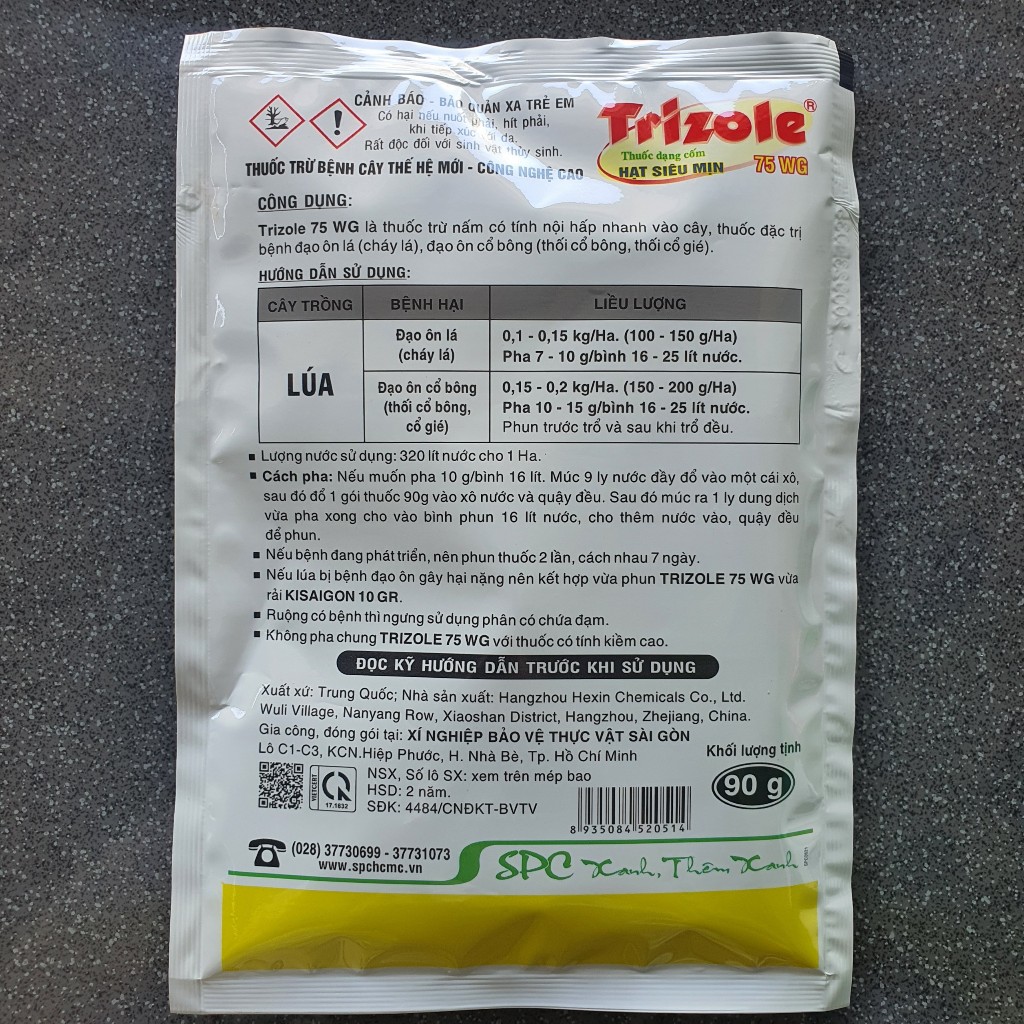 CẢNH BÁO - BẢO QUẢN XA TRẺ EM
Có hại nếu nuốt phải, hít phải,
khi tiếp xúc với da.
Rất độc đối với sinh vật thủy sinh.
THUỐC TRỪ BỆNH CÂY THẾ HỆ MỚI - CÔNG NGHỆ CAO
Trizole®
Thuốc dạng cốm
HẠT SIÊU MỊN
75 WG
CÔNG DỤNG:
Trizole 75 WG là thuốc trừ nấm có tính nội hấp nhanh vào cây, thuốc đặc trị
bệnh đạo ôn lá (cháy lá), đạo ôn cổ bông (thối cổ bông, thối cổ gié).
HƯỚNG DẪN SỬ DỤNG:
CÂY TRỒNG BỆNH HẠI LIỀU LƯỢNG
LÚA
Đạo ôn lá
(cháy lá)
0,1 - 0,15 kg/Ha. (100 - 150 g/Ha)
Pha 7 - 10 g/bình 16 - 25 lít nước.
Đạo ôn cổ bông
(thối cổ bông,
cổ gié)
0,15 - 0,2 kg/Ha. (150 - 200 g/Ha)
Pha 10 - 15 g/bình 16 - 25 lít nước.
Phun trước trổ và sau khi trổ đều.
▪ Lượng nước sử dụng: 320 lít nước cho 1 Ha.
▪ Cách pha: Nếu muốn pha 10 g/bình 16 lít. Múc 9 ly nước đầy đổ vào một cái xô,
sau đó đổ 1 gói thuốc 90g vào xô nước và quậy đều. Sau đó múc ra 1 ly dung dịch
vừa pha xong cho vào bình phun 16 lít nước, cho thêm nước vào, quậy đều
để phun.
▪ Nếu bệnh đang phát triển, nên phun thuốc 2 lần, cách nhau 7 ngày.
▪ Nếu lúa bị bệnh đạo ôn gây hại nặng nên kết hợp vừa phun TRIZOLE 75 WG vừa
rải KISAIGON 10 GR.
▪ Ruộng có bệnh thì ngưng sử dụng phân có chứa đạm.
▪ Không pha chung TRIZOLE 75 WG với thuốc có tính kiềm cao.
ĐỌC KỸ HƯỚNG DẪN TRƯỚC KHI SỬ DỤNG
Xuất xứ: Trung Quốc; Nhà sản xuất: Hangzhou Hexin Chemicals Co., Ltd.
Wuli Village, Nanyang Row, Xiaoshan District, Hangzhou, Zhejiang, China.
Gia công, đóng gói tại: XÍ NGHIỆP BẢO VỆ THỰC VẬT SÀI GÒN
Lô C1-C3, KCN.Hiệp Phước, H. Nhà Bè, Tp. Hồ Chí Minh
Khối lượng tịnh
90 g
VIETCERT
17.1632
NSX, Số lô SX: xem trên mép bao
HSD: 2 năm.
SĐK: 4484/CNĐKT-BVTV
8 935084 520514
(028) 37730699 - 37731073
www.spchcmc.vn
SPC Xanh, Thêm Xanh